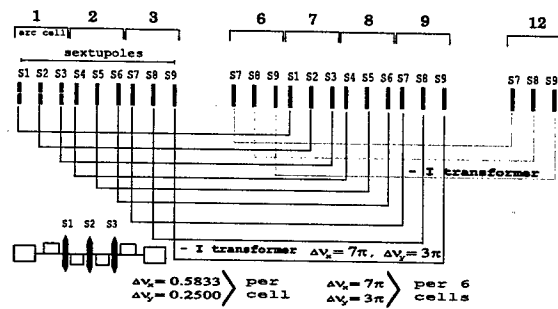 1 2 3 6 7 8 9 12
arc cell
sextupoles
S1 S2 S3 S4 S5 S6 S7 S8 S9 S7 S8 S9 S1 S2 S3 S4 S5 S6 S7 S8 S9 S7 S8 S9
- I transformer
S1 S2 S3
- I transformer Δνx = 7π, Δνy = 3π
Δνx = 0.5833 per Δνx = 7π per 6
Δνy = 0.2500 cell Δνy = 3π cells